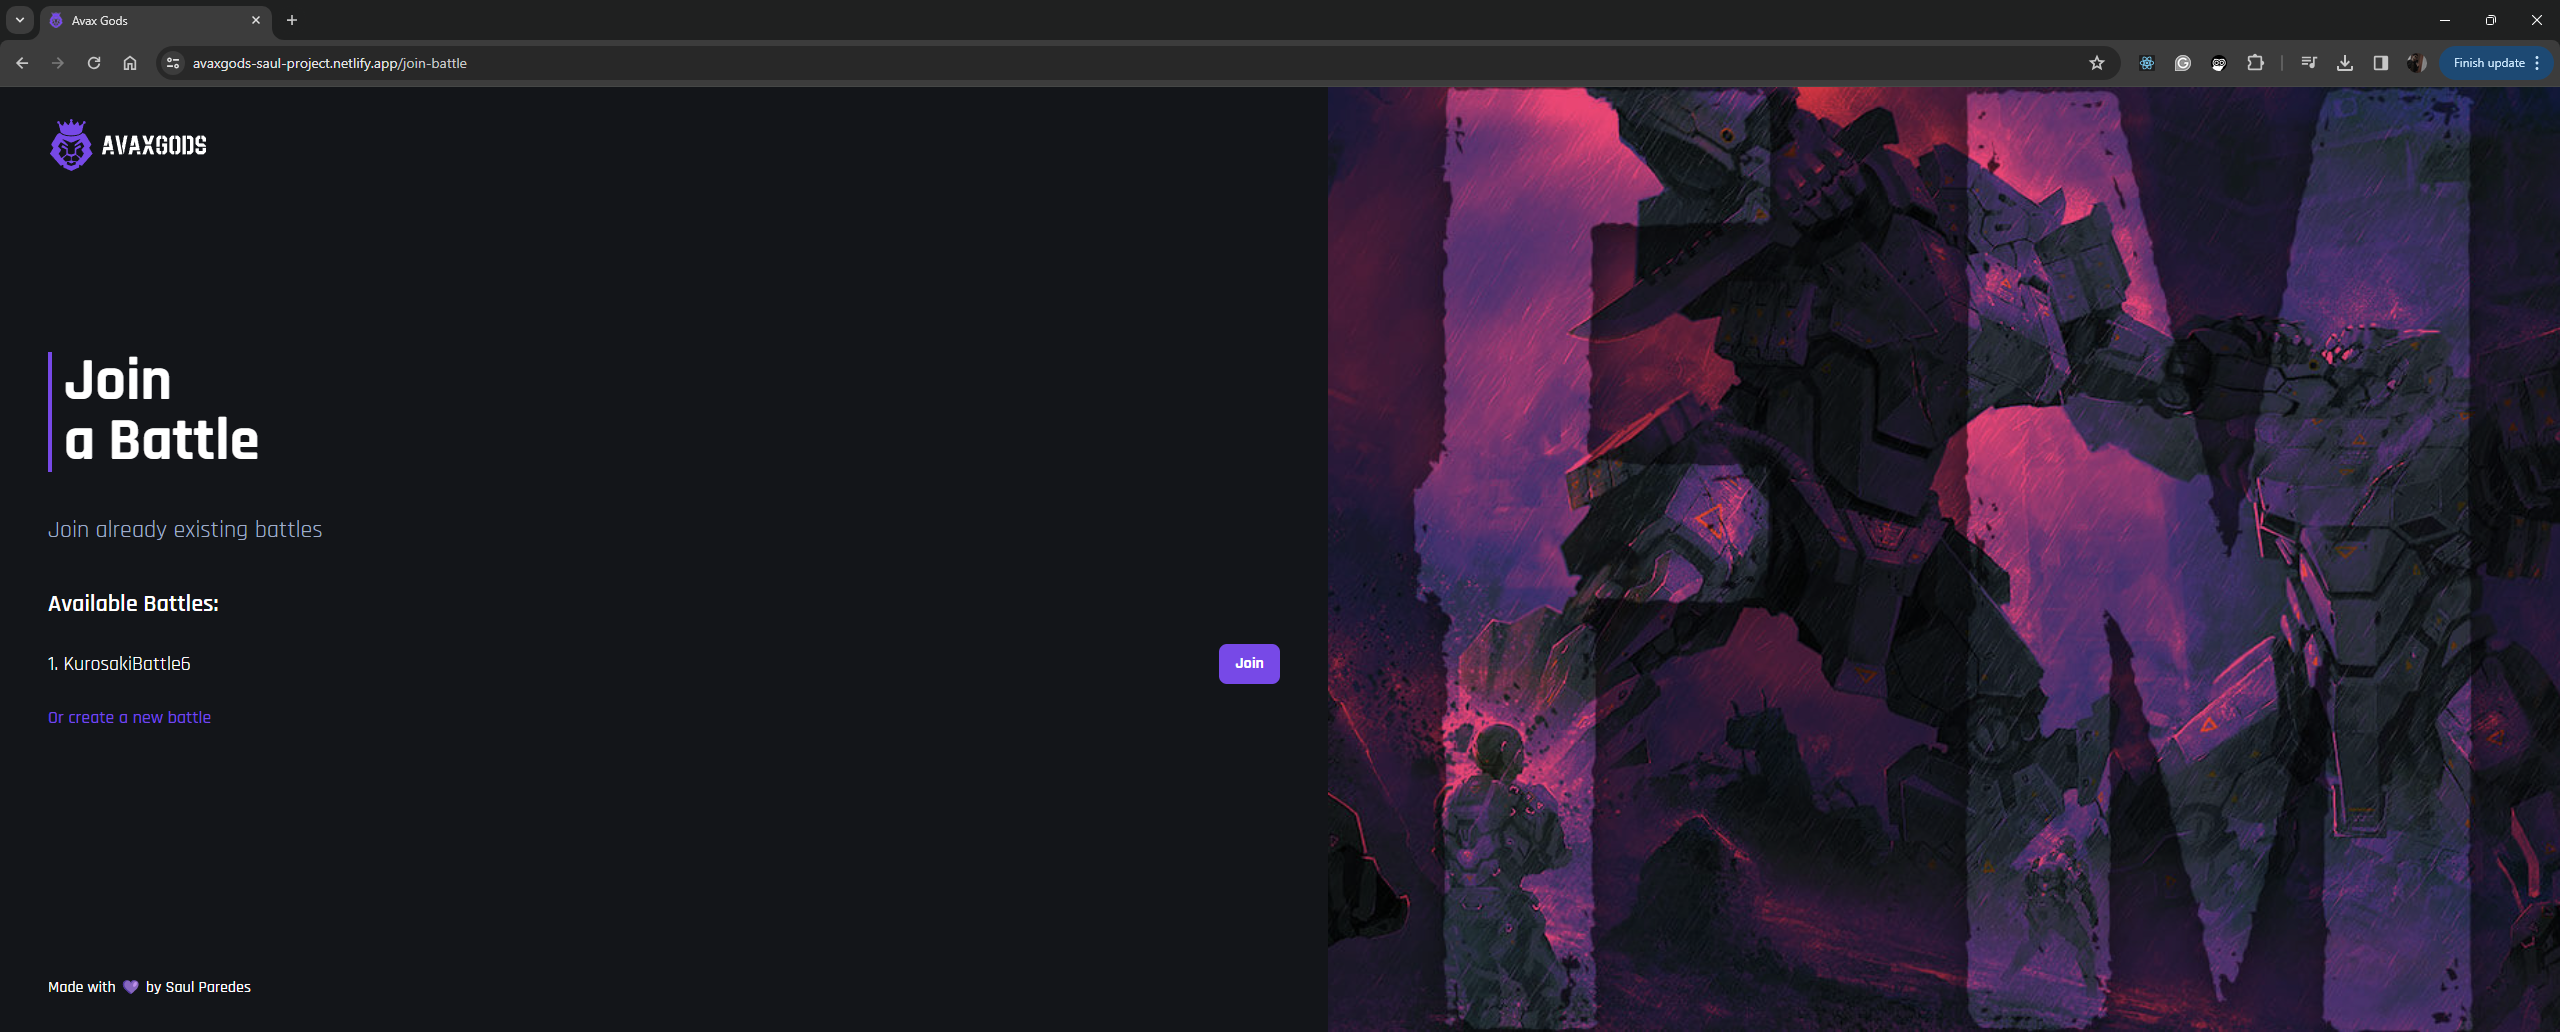 Avax Gods
avaxgods-saul-project.netlify.app/join-battle
Finish update
AVAXGODS
Join
a Battle
Join already existing battles
Available Battles:
1. KurosakiBattle6
Join
Or create a new battle
Made with 💜 by Saul Paredes